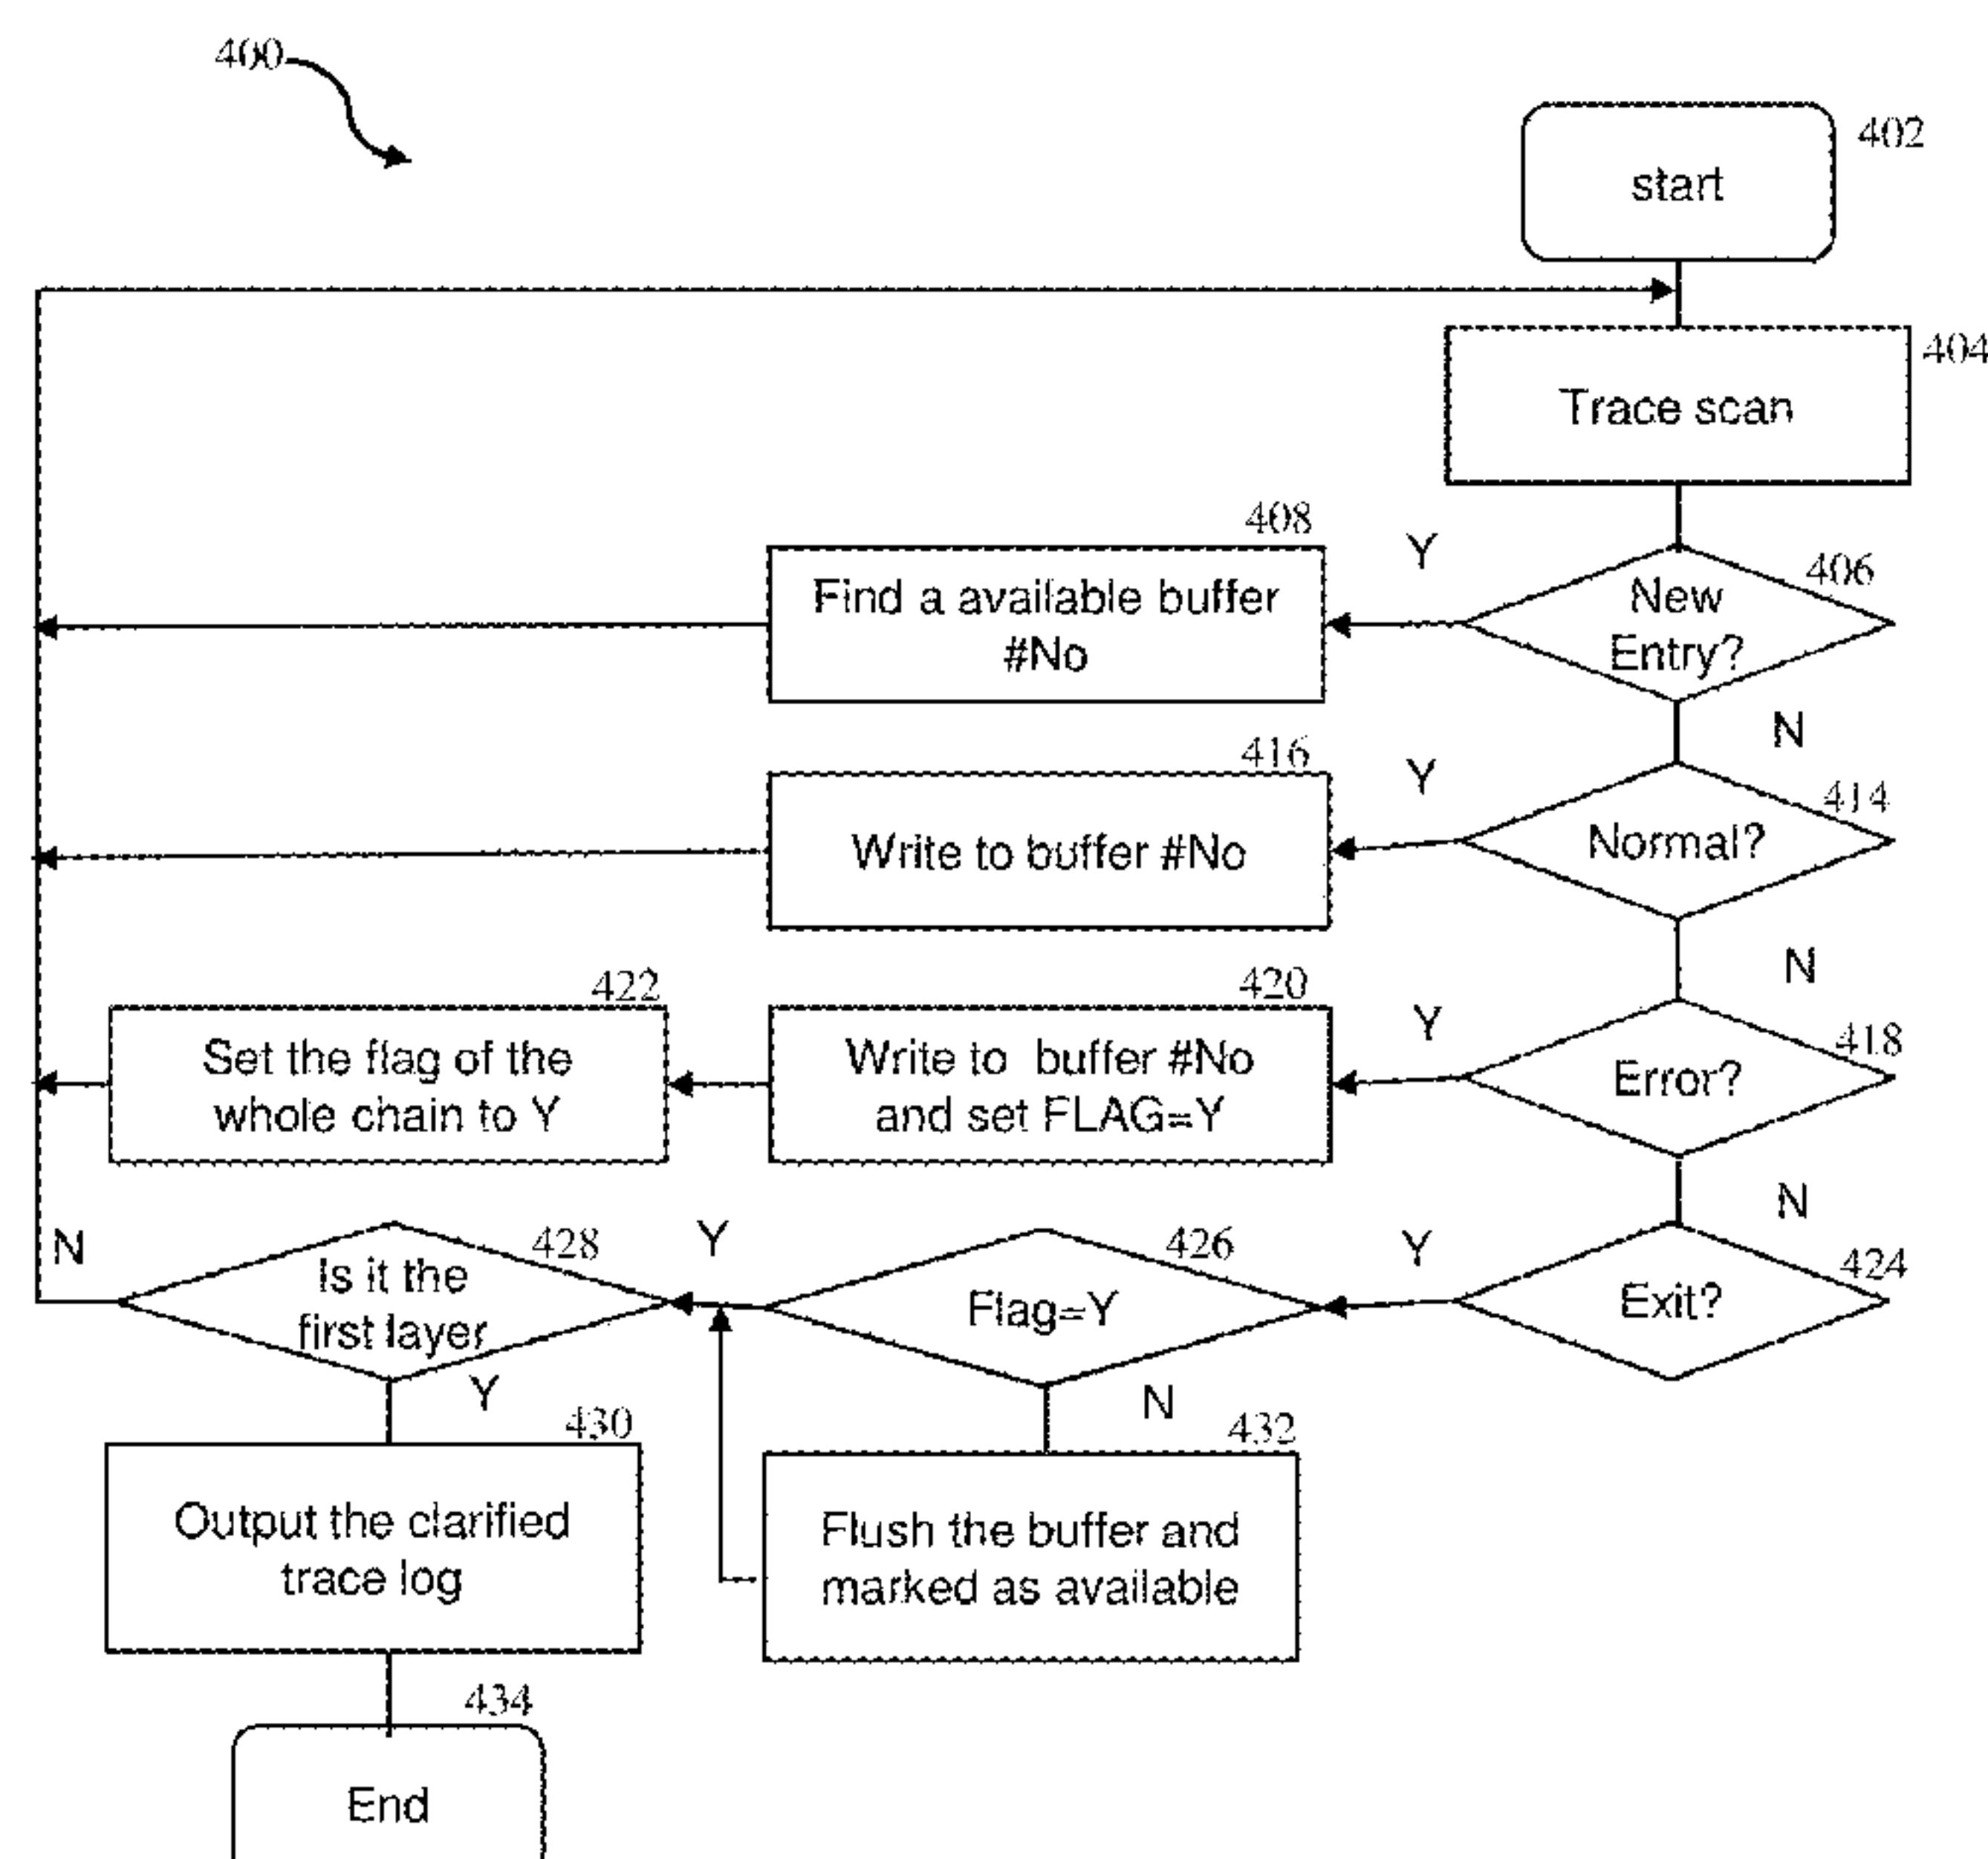 400
402
start
404
Trace scan
408
Y
406
Find a available buffer
#No
New
Entry?
N
416
Y
414
Write to buffer #No
Normal?
N
422
420
Y
418
Set the flag of the
whole chain to Y
Write to buffer #No
and set FLAG=Y
Error?
N
N
428
Y
426
Y
424
Is it the
first layer
Flag=Y
Exit?
Y
N
430
432
Output the clarified
trace log
Flush the buffer and
marked as available
434
End